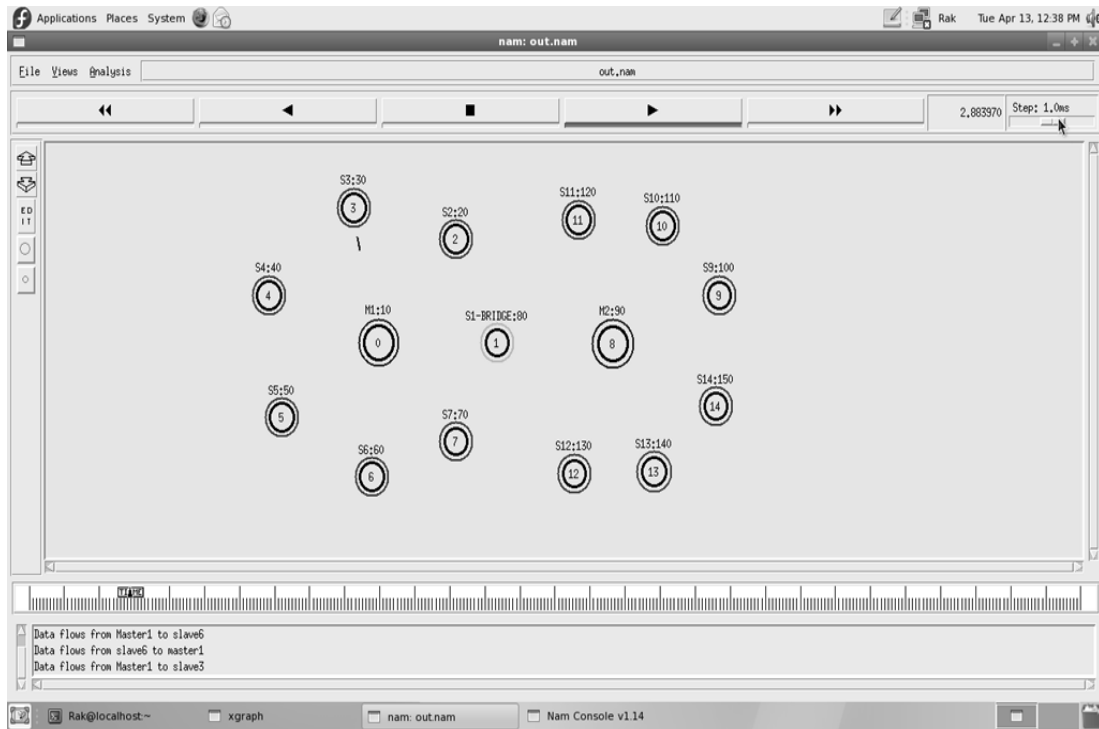 Applications Places System Rak Tue Apr 13, 12:38 PM
nam: out.nam
File Views Analysis out.nam
2.883970 Step: 1.0ms
ED
IT
S3:30
3
S2:20
2
S11:120
11
S10:110
10
S4:40
4
S9:100
9
M1:10
0
S1-BRIDGE:80
1
M2:90
8
S5:50
5
S14:150
14
S7:70
7
S6:60
6
S12:130
12
S13:140
13
TIME
Data flows from Master1 to slave6
Data flows from slave6 to master1
Data flows from Master1 to slave3
Rak@localhost:~ xgraph nam: out.nam Nam Console v1.14